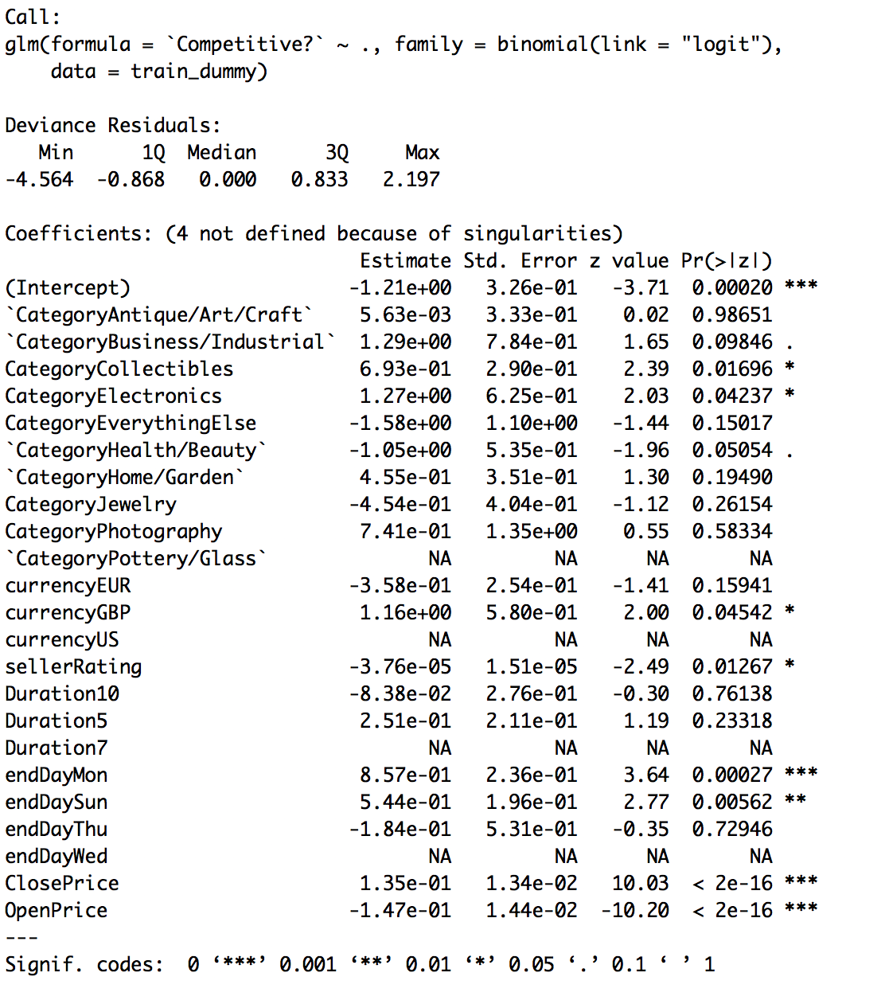 Call:
glm(formula = `Competitive?` ~ ., family = binomial(link = "logit"),
    data = train_dummy)

Deviance Residuals:
   Min      1Q  Median      3Q     Max
-4.564  -0.868   0.000   0.833   2.197

Coefficients: (4 not defined because of singularities)
                             Estimate Std. Error z value Pr(>|z|)
(Intercept)                 -1.21e+00   3.26e-01   -3.71  0.00020 ***
`CategoryAntique/Art/Craft`  5.63e-03   3.33e-01    0.02  0.98651
`CategoryBusiness/Industrial` 1.29e+00   7.84e-01    1.65  0.09846 .
CategoryCollectibles         6.93e-01   2.90e-01    2.39  0.01696 *
CategoryElectronics          1.27e+00   6.25e-01    2.03  0.04237 *
CategoryEverythingElse      -1.58e+00   1.10e+00   -1.44  0.15017
`CategoryHealth/Beauty`     -1.05e+00   5.35e-01   -1.96  0.05054 .
`CategoryHome/Garden`        4.55e-01   3.51e-01    1.30  0.19490
CategoryJewelry             -4.54e-01   4.04e-01   -1.12  0.26154
CategoryPhotography          7.41e-01   1.35e+00    0.55  0.58334
`CategoryPottery/Glass`            NA         NA      NA       NA
currencyEUR                 -3.58e-01   2.54e-01   -1.41  0.15941
currencyGBP                  1.16e+00   5.80e-01    2.00  0.04542 *
currencyUS                         NA         NA      NA       NA
sellerRating                -3.76e-05   1.51e-05   -2.49  0.01267 *
Duration10                  -8.38e-02   2.76e-01   -0.30  0.76138
Duration5                    2.51e-01   2.11e-01    1.19  0.23318
Duration7                          NA         NA      NA       NA
endDayMon                    8.57e-01   2.36e-01    3.64  0.00027 ***
endDaySun                    5.44e-01   1.96e-01    2.77  0.00562 **
endDayThu                   -1.84e-01   5.31e-01   -0.35  0.72946
endDayWed                          NA         NA      NA       NA
ClosePrice                   1.35e-01   1.34e-02   10.03  < 2e-16 ***
OpenPrice                   -1.47e-01   1.44e-02  -10.20  < 2e-16 ***
---
Signif. codes:  0 ‘***’ 0.001 ‘**’ 0.01 ‘*’ 0.05 ‘.’ 0.1 ‘ ’ 1